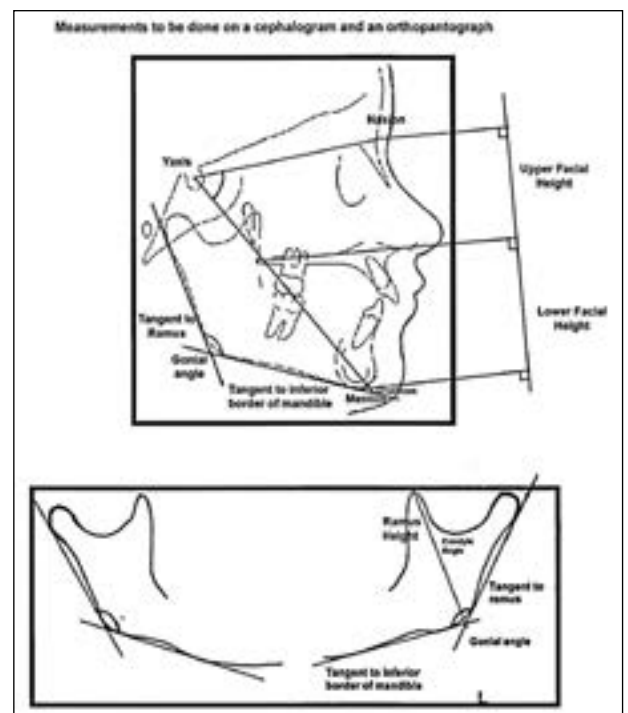 Measurements to be done on a cephalogram and an orthopantograph
Nasion
Yaxis
Upper Facial
Height
Lower Facial
Height
Tangent to
Ramus
Gonial
angle
Tangent to inferior
border of mandible
Ramus
Height
Condyle
Angle
Tangent to
ramus
Gonial angle
Tangent to Inferior
border of mandible
L